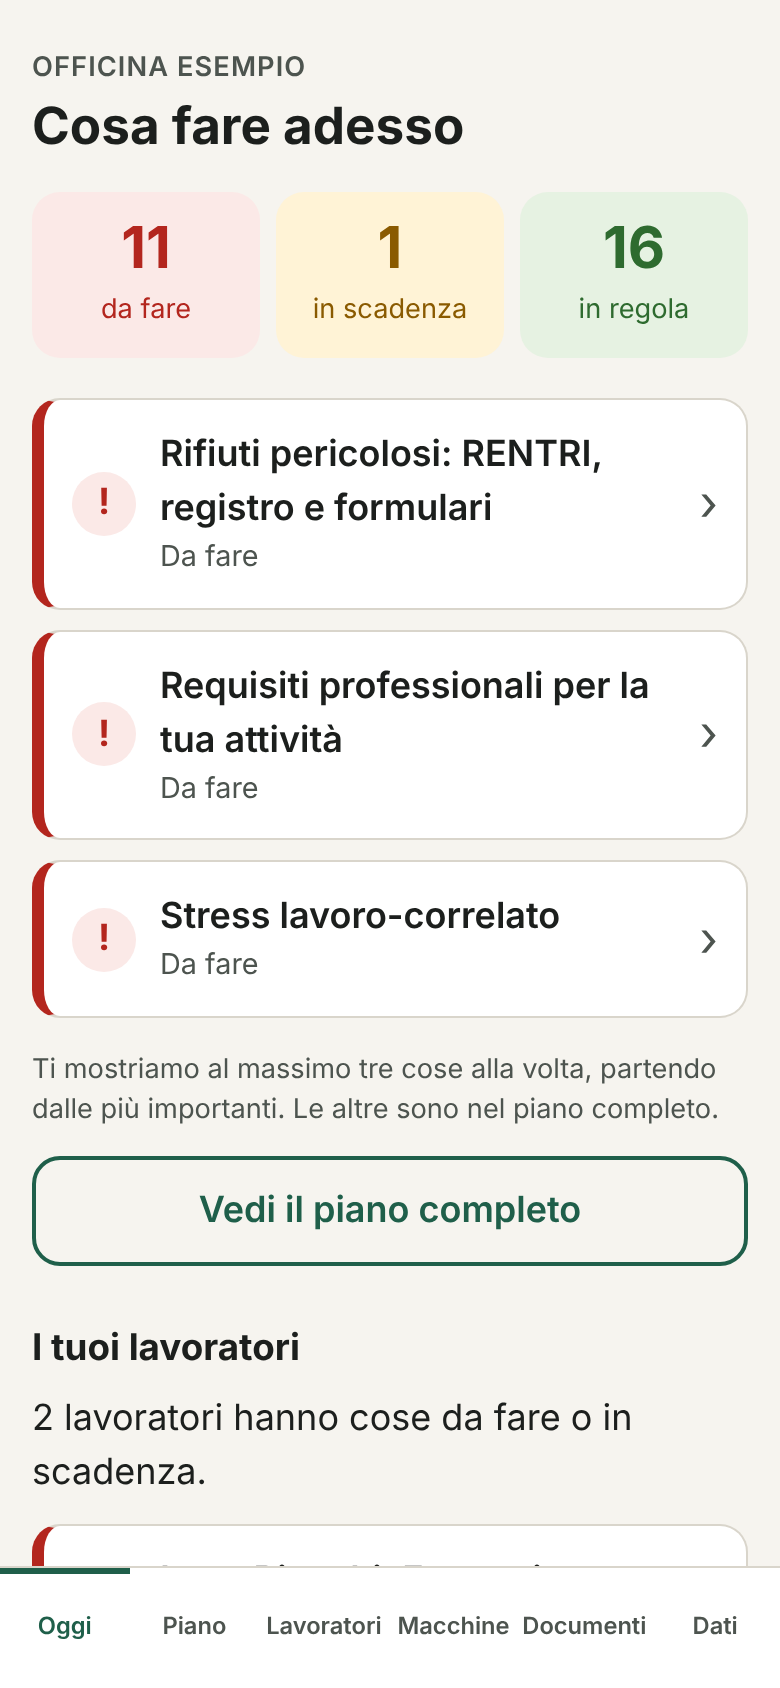 OFFICINA ESEMPIO
Cosa fare adesso
11
da fare
1
in scadenza
16
in regola
!
Rifiuti pericolosi: RENTRI,
registro e formulari
Da fare
›
!
Requisiti professionali per la
tua attività
Da fare
›
!
Stress lavoro-correlato
Da fare
›
Ti mostriamo al massimo tre cose alla volta, partendo
dalle più importanti. Le altre sono nel piano completo.
Vedi il piano completo
I tuoi lavoratori
2 lavoratori hanno cose da fare o in
scadenza.
Oggi
Piano
Lavoratori
Macchine
Documenti
Dati